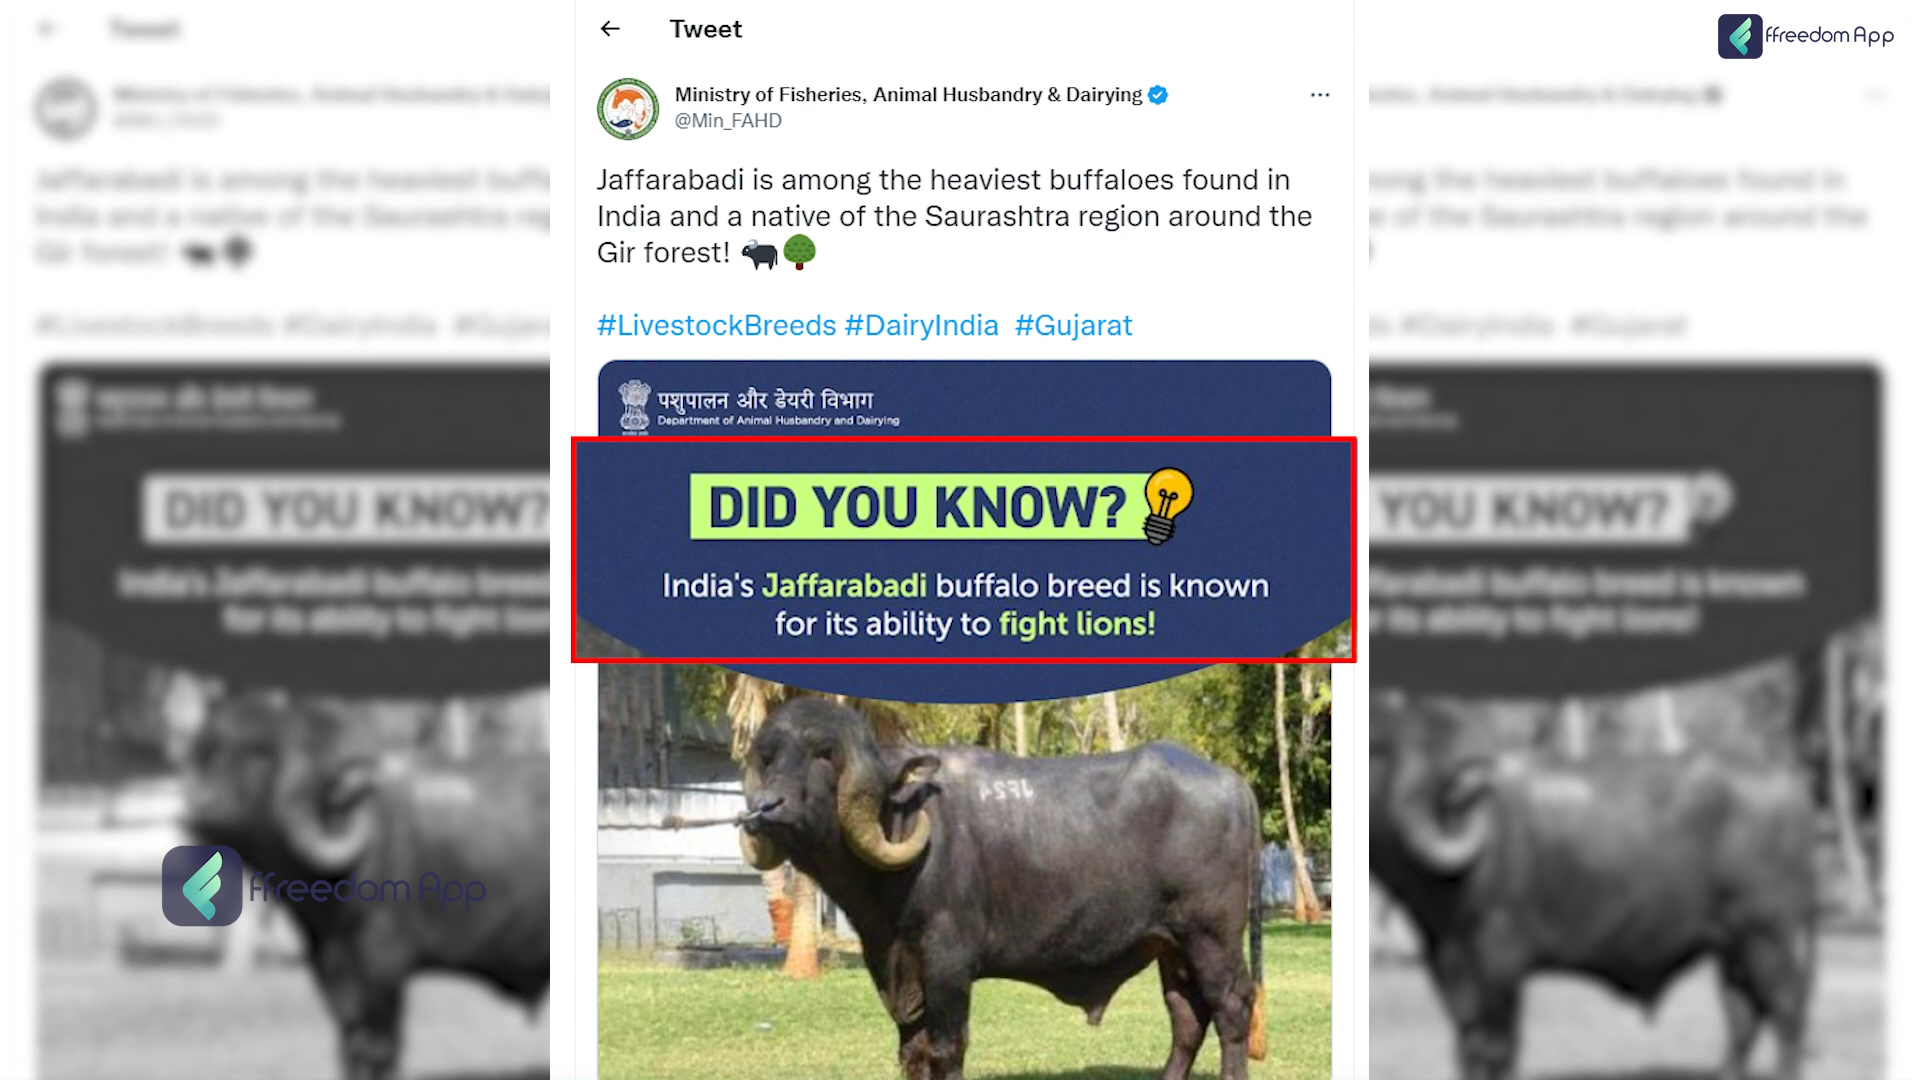 Tweet
ffreedom App
Ministry of Fisheries, Animal Husbandry & Dairying
@Min_FAHD
Jaffarabadi is among the heaviest buffaloes found in
India and a native of the Saurashtra region around the
Gir forest! 🐃🌳
#LivestockBreeds #DairyIndia #Gujarat
पशुपालन और डेयरी विभाग
Department of Animal Husbandry and Dairying
DID YOU KNOW?
India's Jaffarabadi buffalo breed is known
for its ability to fight lions!
ffreedom App